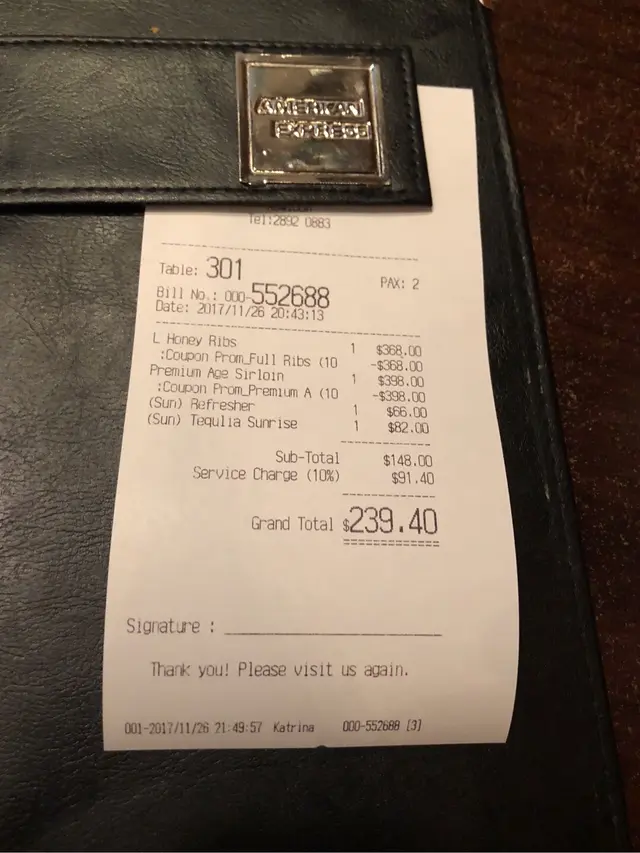 AMERICAN
EXPRESS
Tel:2892 0883
Table: 301
PAX: 2
Bill No.: 000-552688
Date: 2017/11/26 20:43:13
L Honey Ribs 1 $368.00
:Coupon Prom_Full Ribs (10 -$368.00
Premium Age Sirloin 1 $398.00
:Coupon Prom_Premium A (10 -$398.00
(Sun) Refresher 1 $66.00
(Sun) Tequlia Sunrise 1 $82.00
Sub-Total $148.00
Service Charge (10%) $91.40
Grand Total $239.40
Signature :
Thank you! Please visit us again.
001-2017/11/26 21:49:57 Katrina 000-552688 [3]